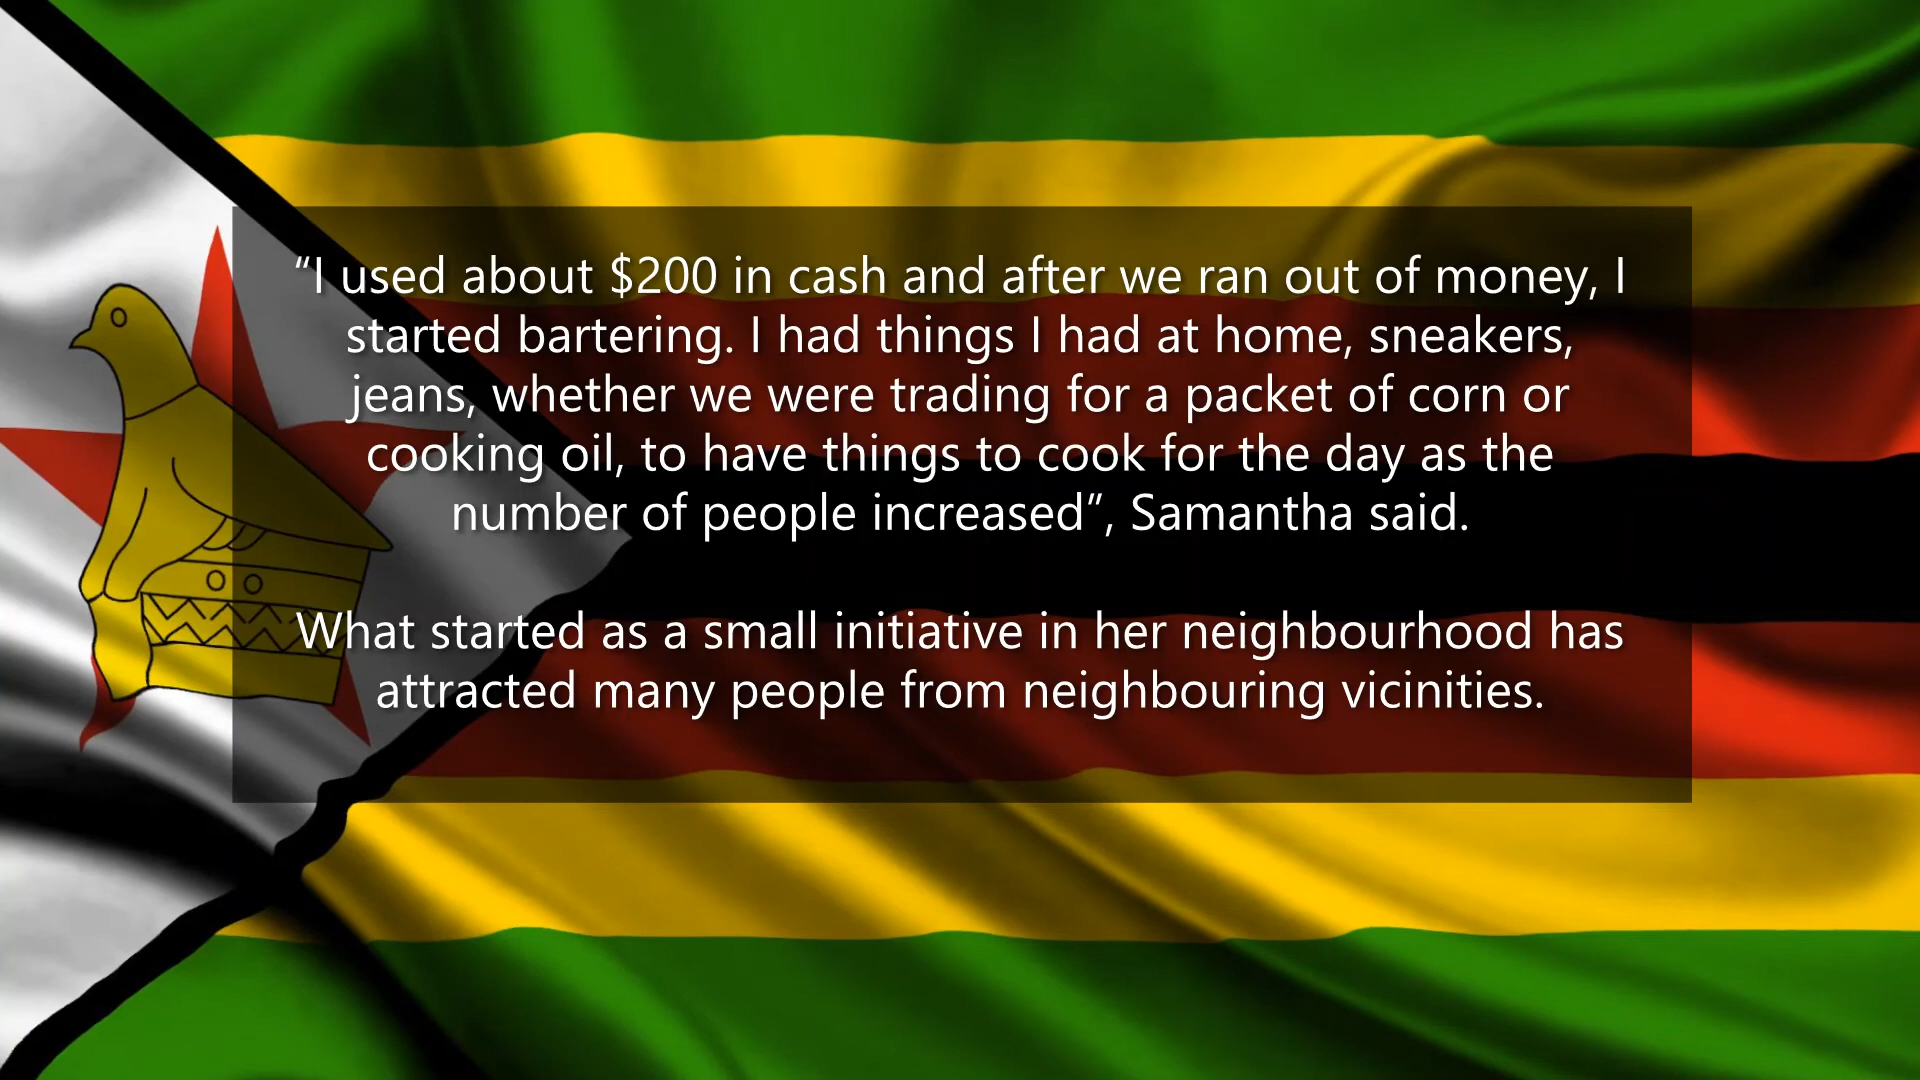 “I used about $200 in cash and after we ran out of money, I
started bartering. I had things I had at home, sneakers,
jeans, whether we were trading for a packet of corn or
cooking oil, to have things to cook for the day as the
number of people increased”, Samantha said.
What started as a small initiative in her neighbourhood has
attracted many people from neighbouring vicinities.